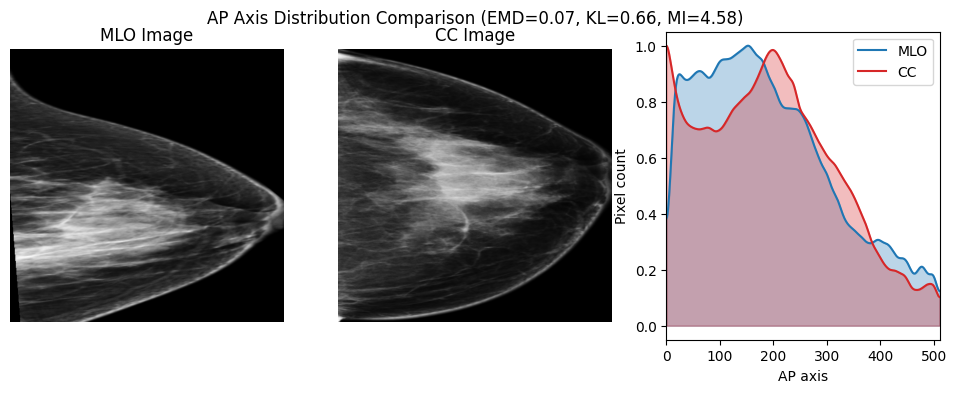 AP Axis Distribution Comparison (EMD=0.07, KL=0.66, MI=4.58)
MLO Image
CC Image
MLO
CC
Pixel count
1.0
0.8
0.6
0.4
0.2
0.0
0 100 200 300 400 500
AP axis